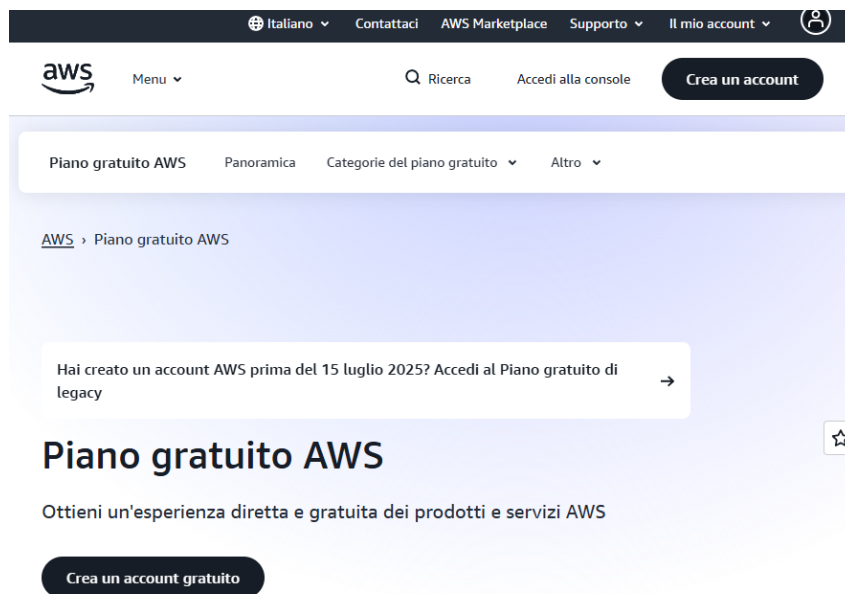 Italiano Contattaci AWS Marketplace Supporto Il mio account
aws Menu Ricerca Accedi alla console Crea un account
Piano gratuito AWS Panoramica Categorie del piano gratuito Altro
AWS › Piano gratuito AWS
Hai creato un account AWS prima del 15 luglio 2025? Accedi al Piano gratuito di
legacy
Piano gratuito AWS
Ottieni un'esperienza diretta e gratuita dei prodotti e servizi AWS
Crea un account gratuito